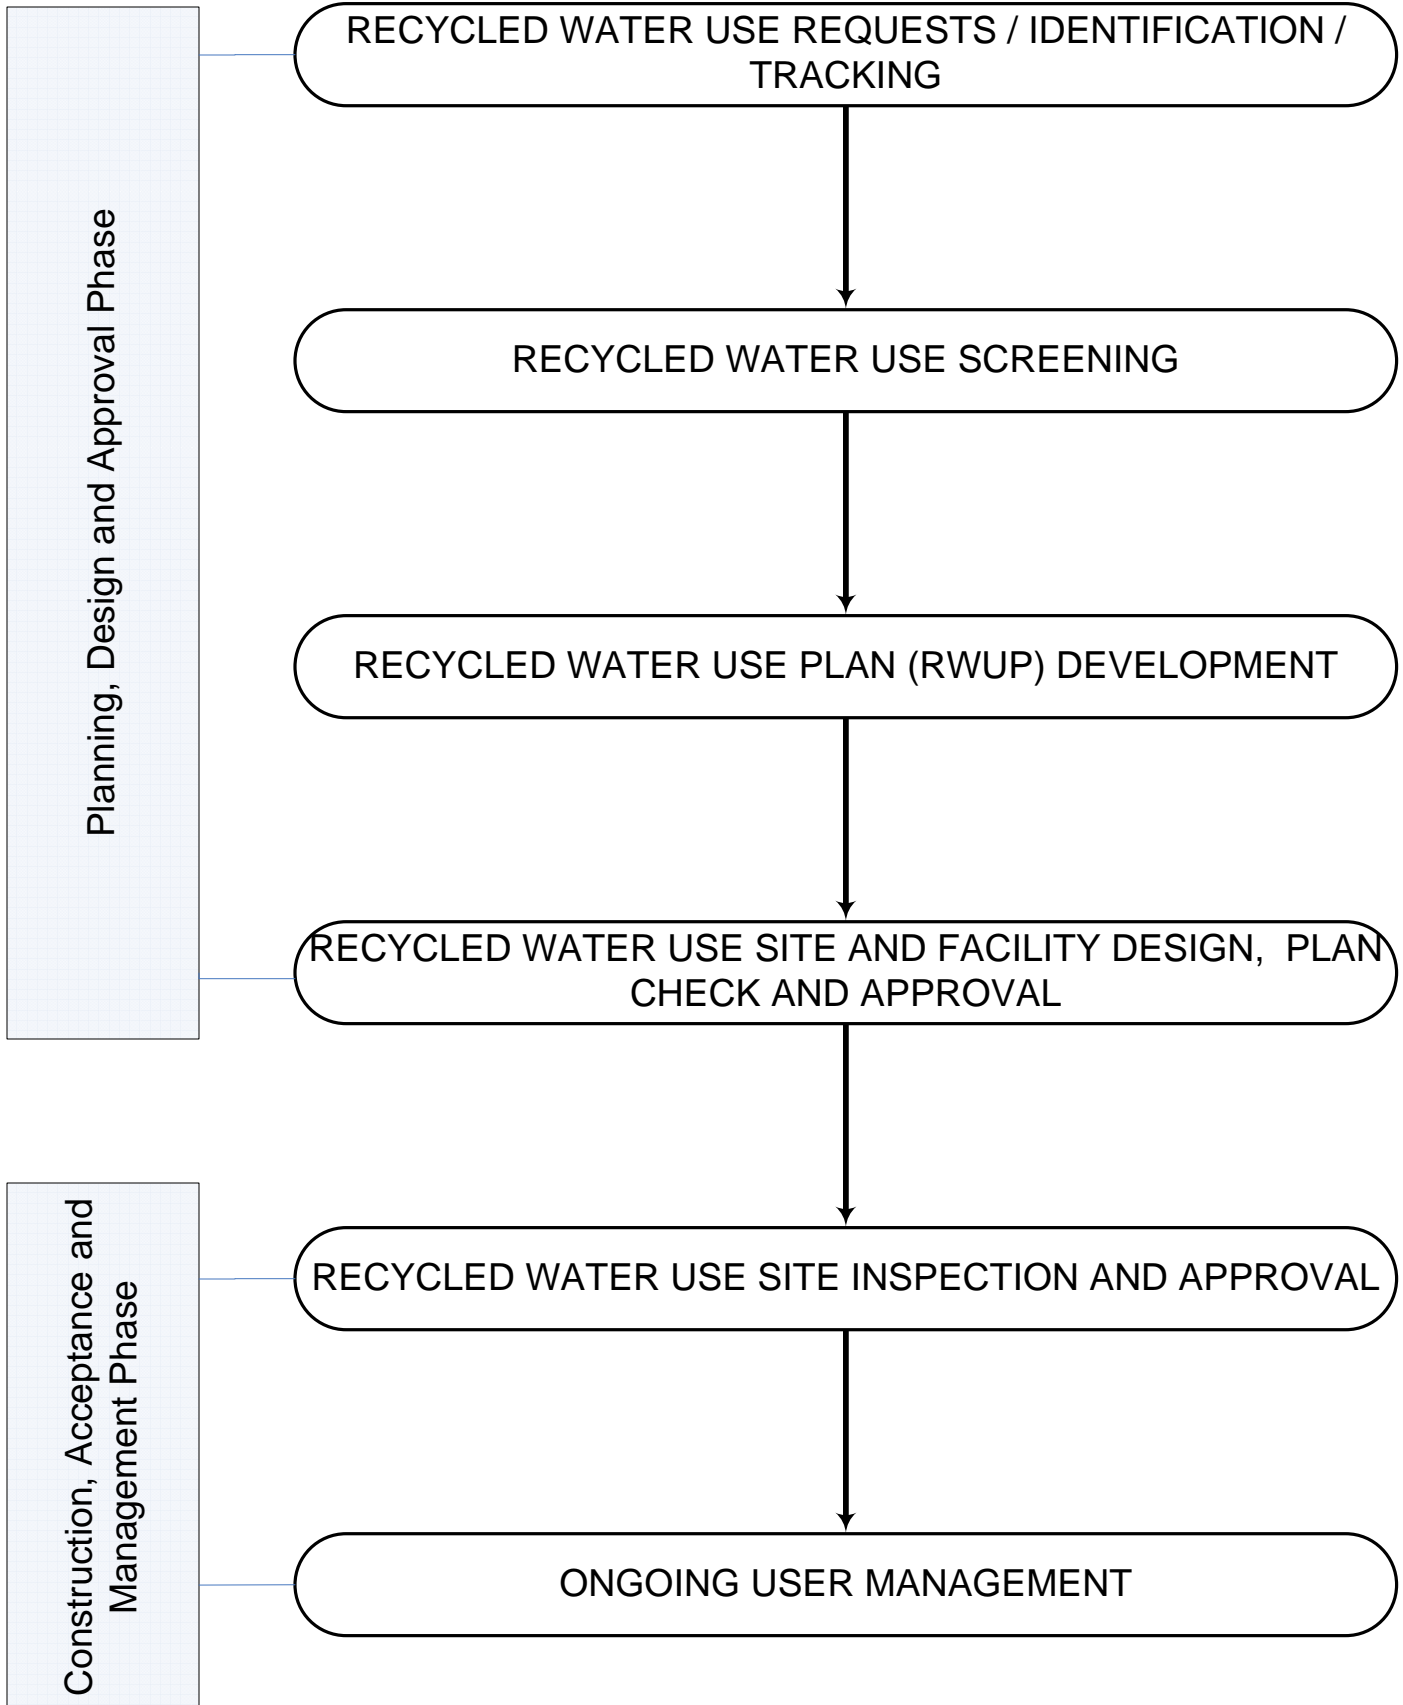 Planning, Design and Approval Phase
RECYCLED WATER USE REQUESTS / IDENTIFICATION /
TRACKING
RECYCLED WATER USE SCREENING
RECYCLED WATER USE PLAN (RWUP) DEVELOPMENT
RECYCLED WATER USE SITE AND FACILITY DESIGN,  PLAN
CHECK AND APPROVAL
Construction, Acceptance and
Management Phase
RECYCLED WATER USE SITE INSPECTION AND APPROVAL
ONGOING USER MANAGEMENT